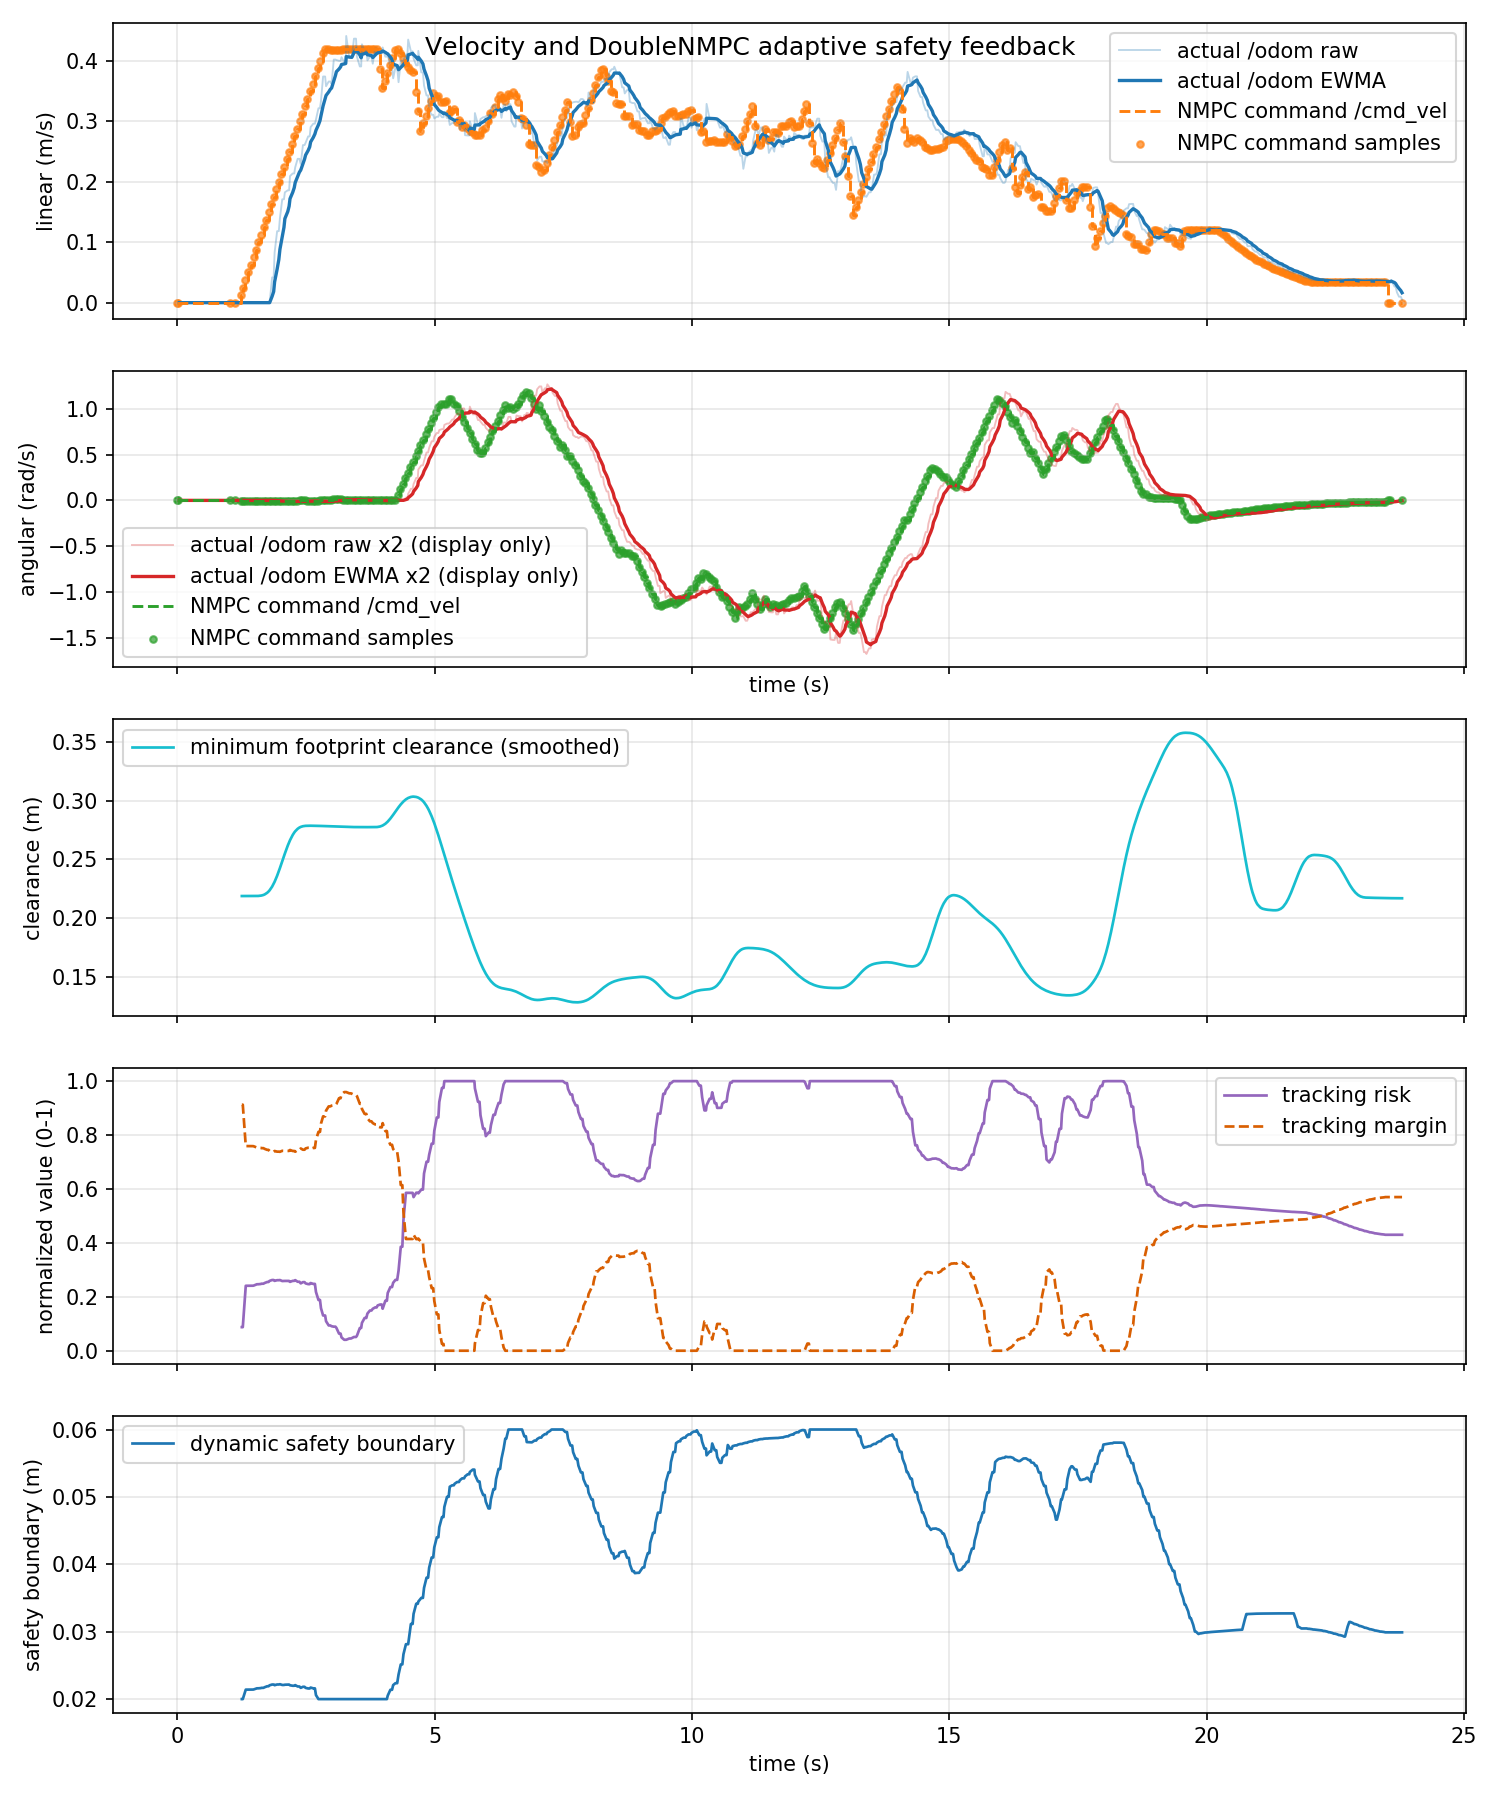 Velocity and DoubleNMPC adaptive safety feedback
linear (m/s)
0.4
0.3
0.2
0.1
0.0
actual /odom raw
actual /odom EWMA
NMPC command /cmd_vel
NMPC command samples
angular (rad/s)
1.0
0.5
0.0
−0.5
−1.0
−1.5
actual /odom raw x2 (display only)
actual /odom EWMA x2 (display only)
NMPC command /cmd_vel
NMPC command samples
time (s)
clearance (m)
0.35
0.30
0.25
0.20
0.15
minimum footprint clearance (smoothed)
normalized value (0-1)
1.0
0.8
0.6
0.4
0.2
0.0
tracking risk
tracking margin
safety boundary (m)
0.06
0.05
0.04
0.03
0.02
dynamic safety boundary
0 5 10 15 20 25
time (s)